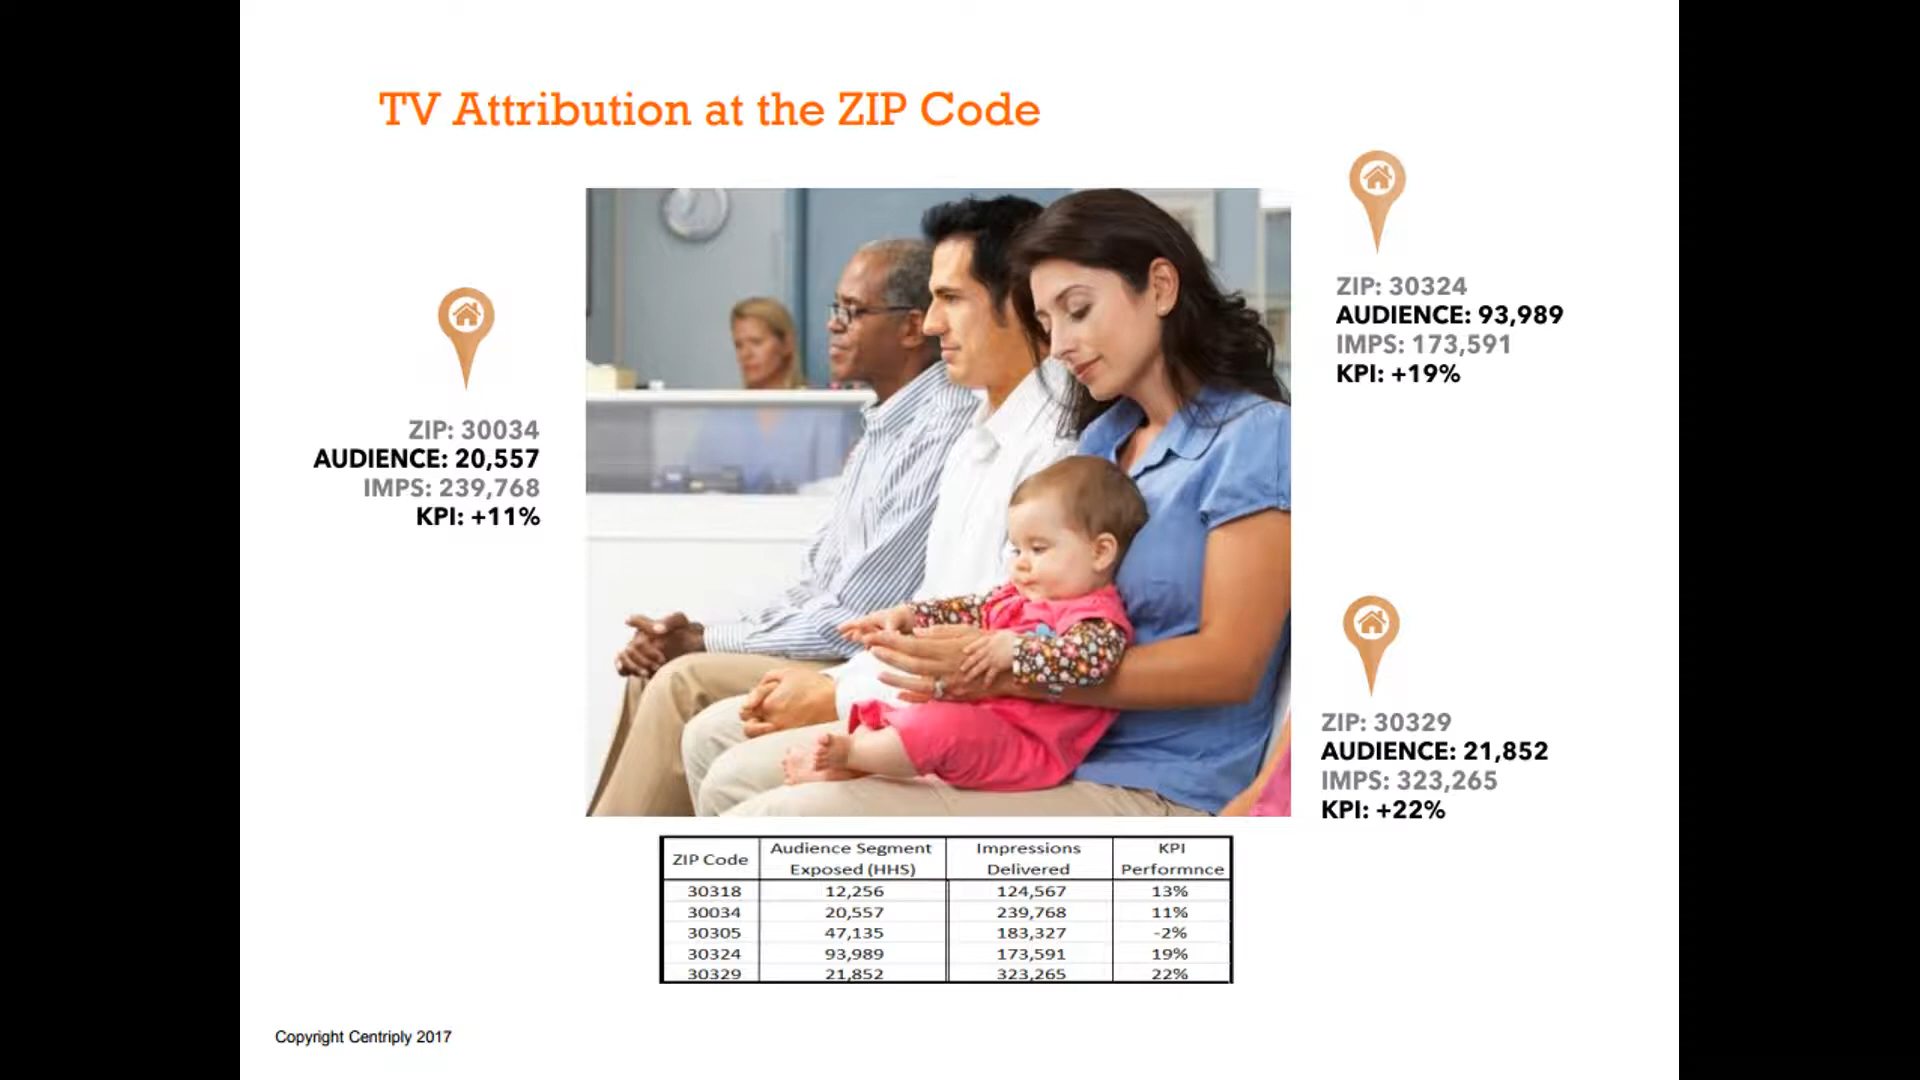 TV Attribution at the ZIP Code
ZIP: 30034
AUDIENCE: 20,557
IMPS: 239,768
KPI: +11%
ZIP: 30324
AUDIENCE: 93,989
IMPS: 173,591
KPI: +19%
ZIP: 30329
AUDIENCE: 21,852
IMPS: 323,265
KPI: +22%
ZIP Code Audience Segment Exposed (HHS) Impressions Delivered KPI Performnce
30318 12,256 124,567 13%
30034 20,557 239,768 11%
30305 47,135 183,327 -2%
30324 93,989 173,591 19%
30329 21,852 323,265 22%
Copyright Centriply 2017